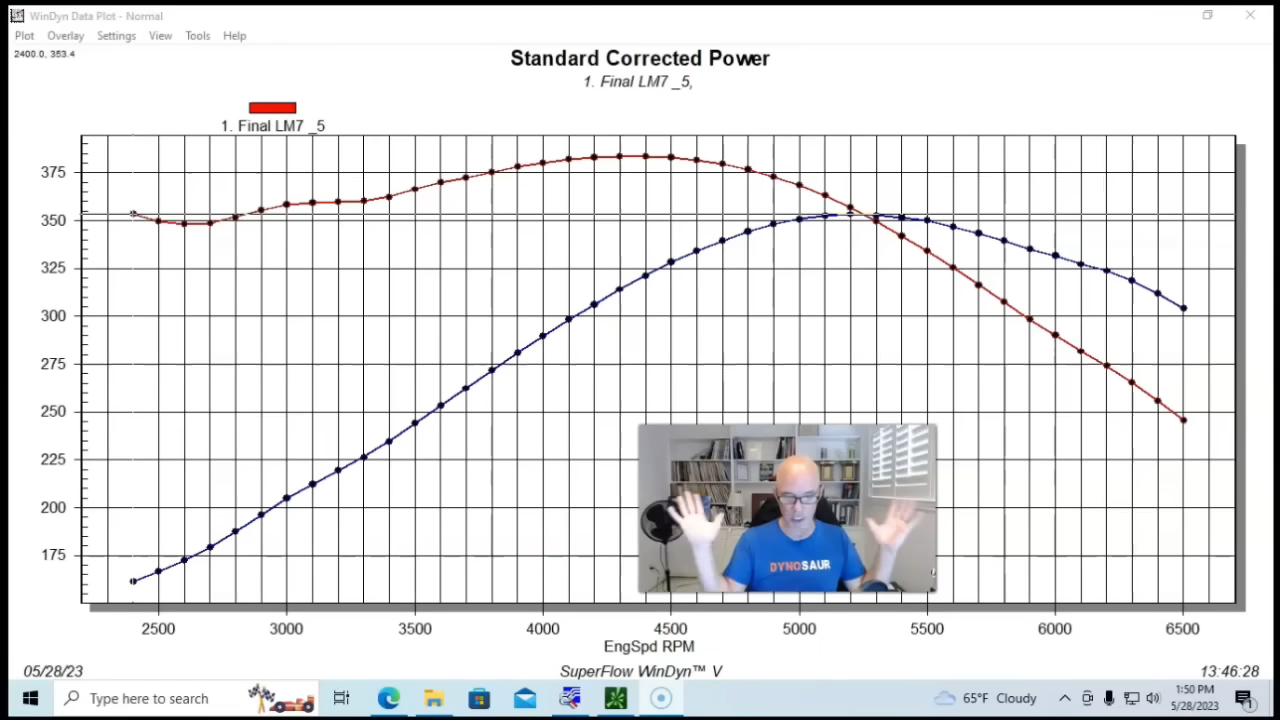 WinDyn Data Plot - Normal
Plot Overlay Settings View Tools Help
2400.0, 353.4
Standard Corrected Power
1. Final LM7 _5,
1. Final LM7 _5
375
350
325
300
275
250
225
200
175
DYNOSAUR
2500 3000 3500 4000 4500 5000 5500 6000 6500
EngSpd RPM
05/28/23 SuperFlow WinDyn™ V 13:46:28
Type here to search 65°F Cloudy 1:50 PM
5/28/2023 1